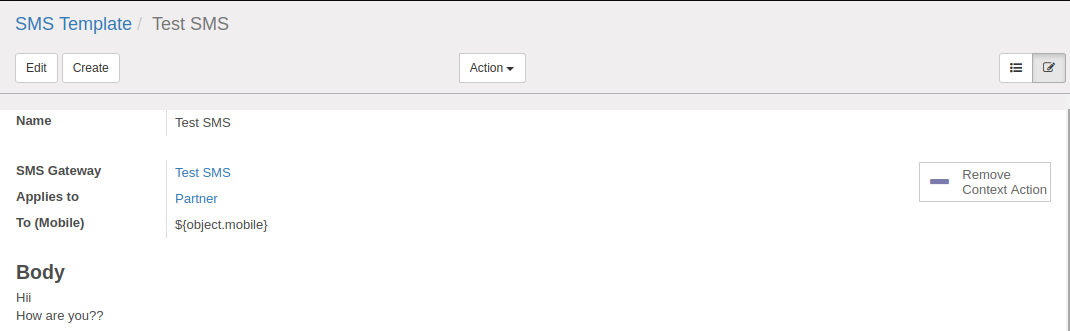 SMS Template / Test SMS
Edit Create Action
Name Test SMS
SMS Gateway Test SMS
Remove
Context Action
Applies to Partner
To (Mobile) ${object.mobile}
Body
Hii
How are you??